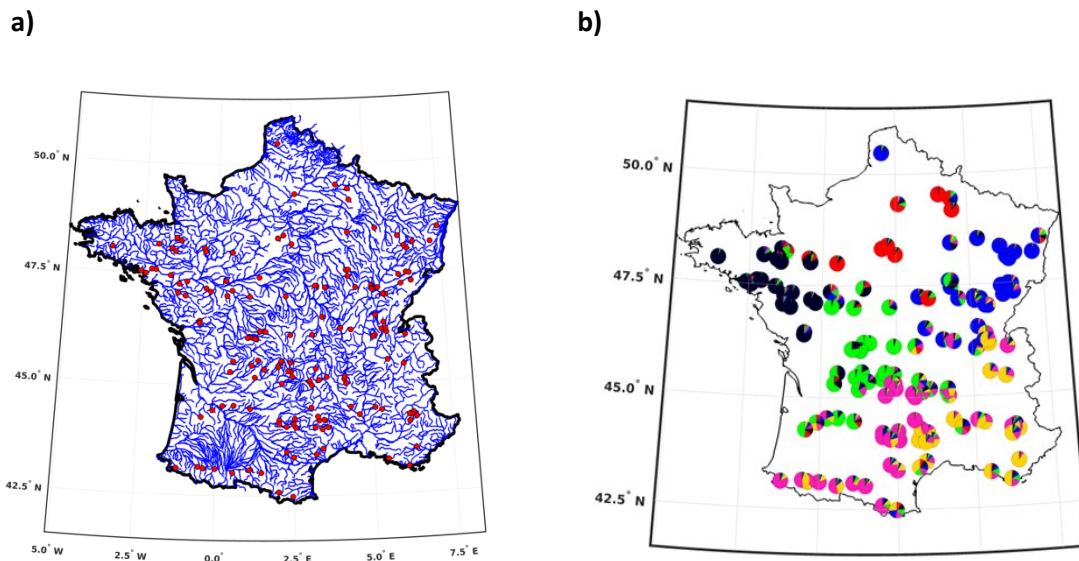 a)
b)
50.0° N
47.5° N
45.0° N
42.5° N
5.0° W
2.5° W
0.0° E
2.5° E
5.0° E
7.5° E
50.0° N
47.5° N
45.0° N
42.5° N